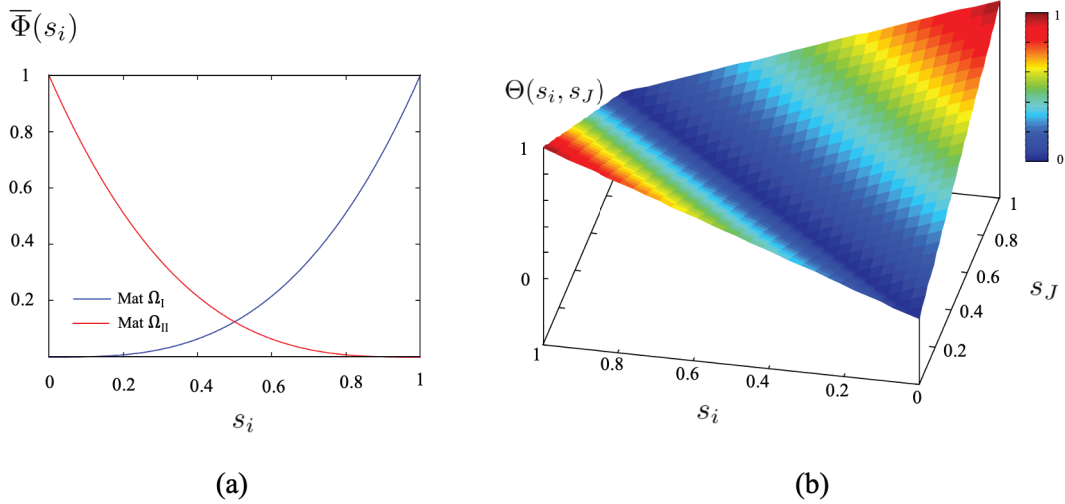 Φ̅(s_i)
1
0.8
0.6
0.4
0.2
Mat Ω_I
Mat Ω_II
0 0.2 0.4 0.6 0.8 1
s_i
(a)
Θ(s_i, s_J)
1
0
1 0.8 0.6 0.4 0.2 0
s_i
0.2
0.4
0.6
0.8
1
s_J
1
0
(b)